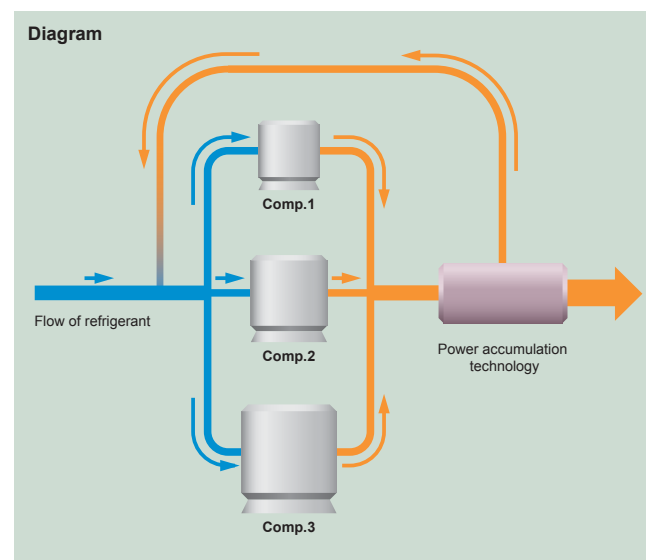 Diagram
Comp.1
Flow of refrigerant
Comp.2
Power accumulation
technology
Comp.3